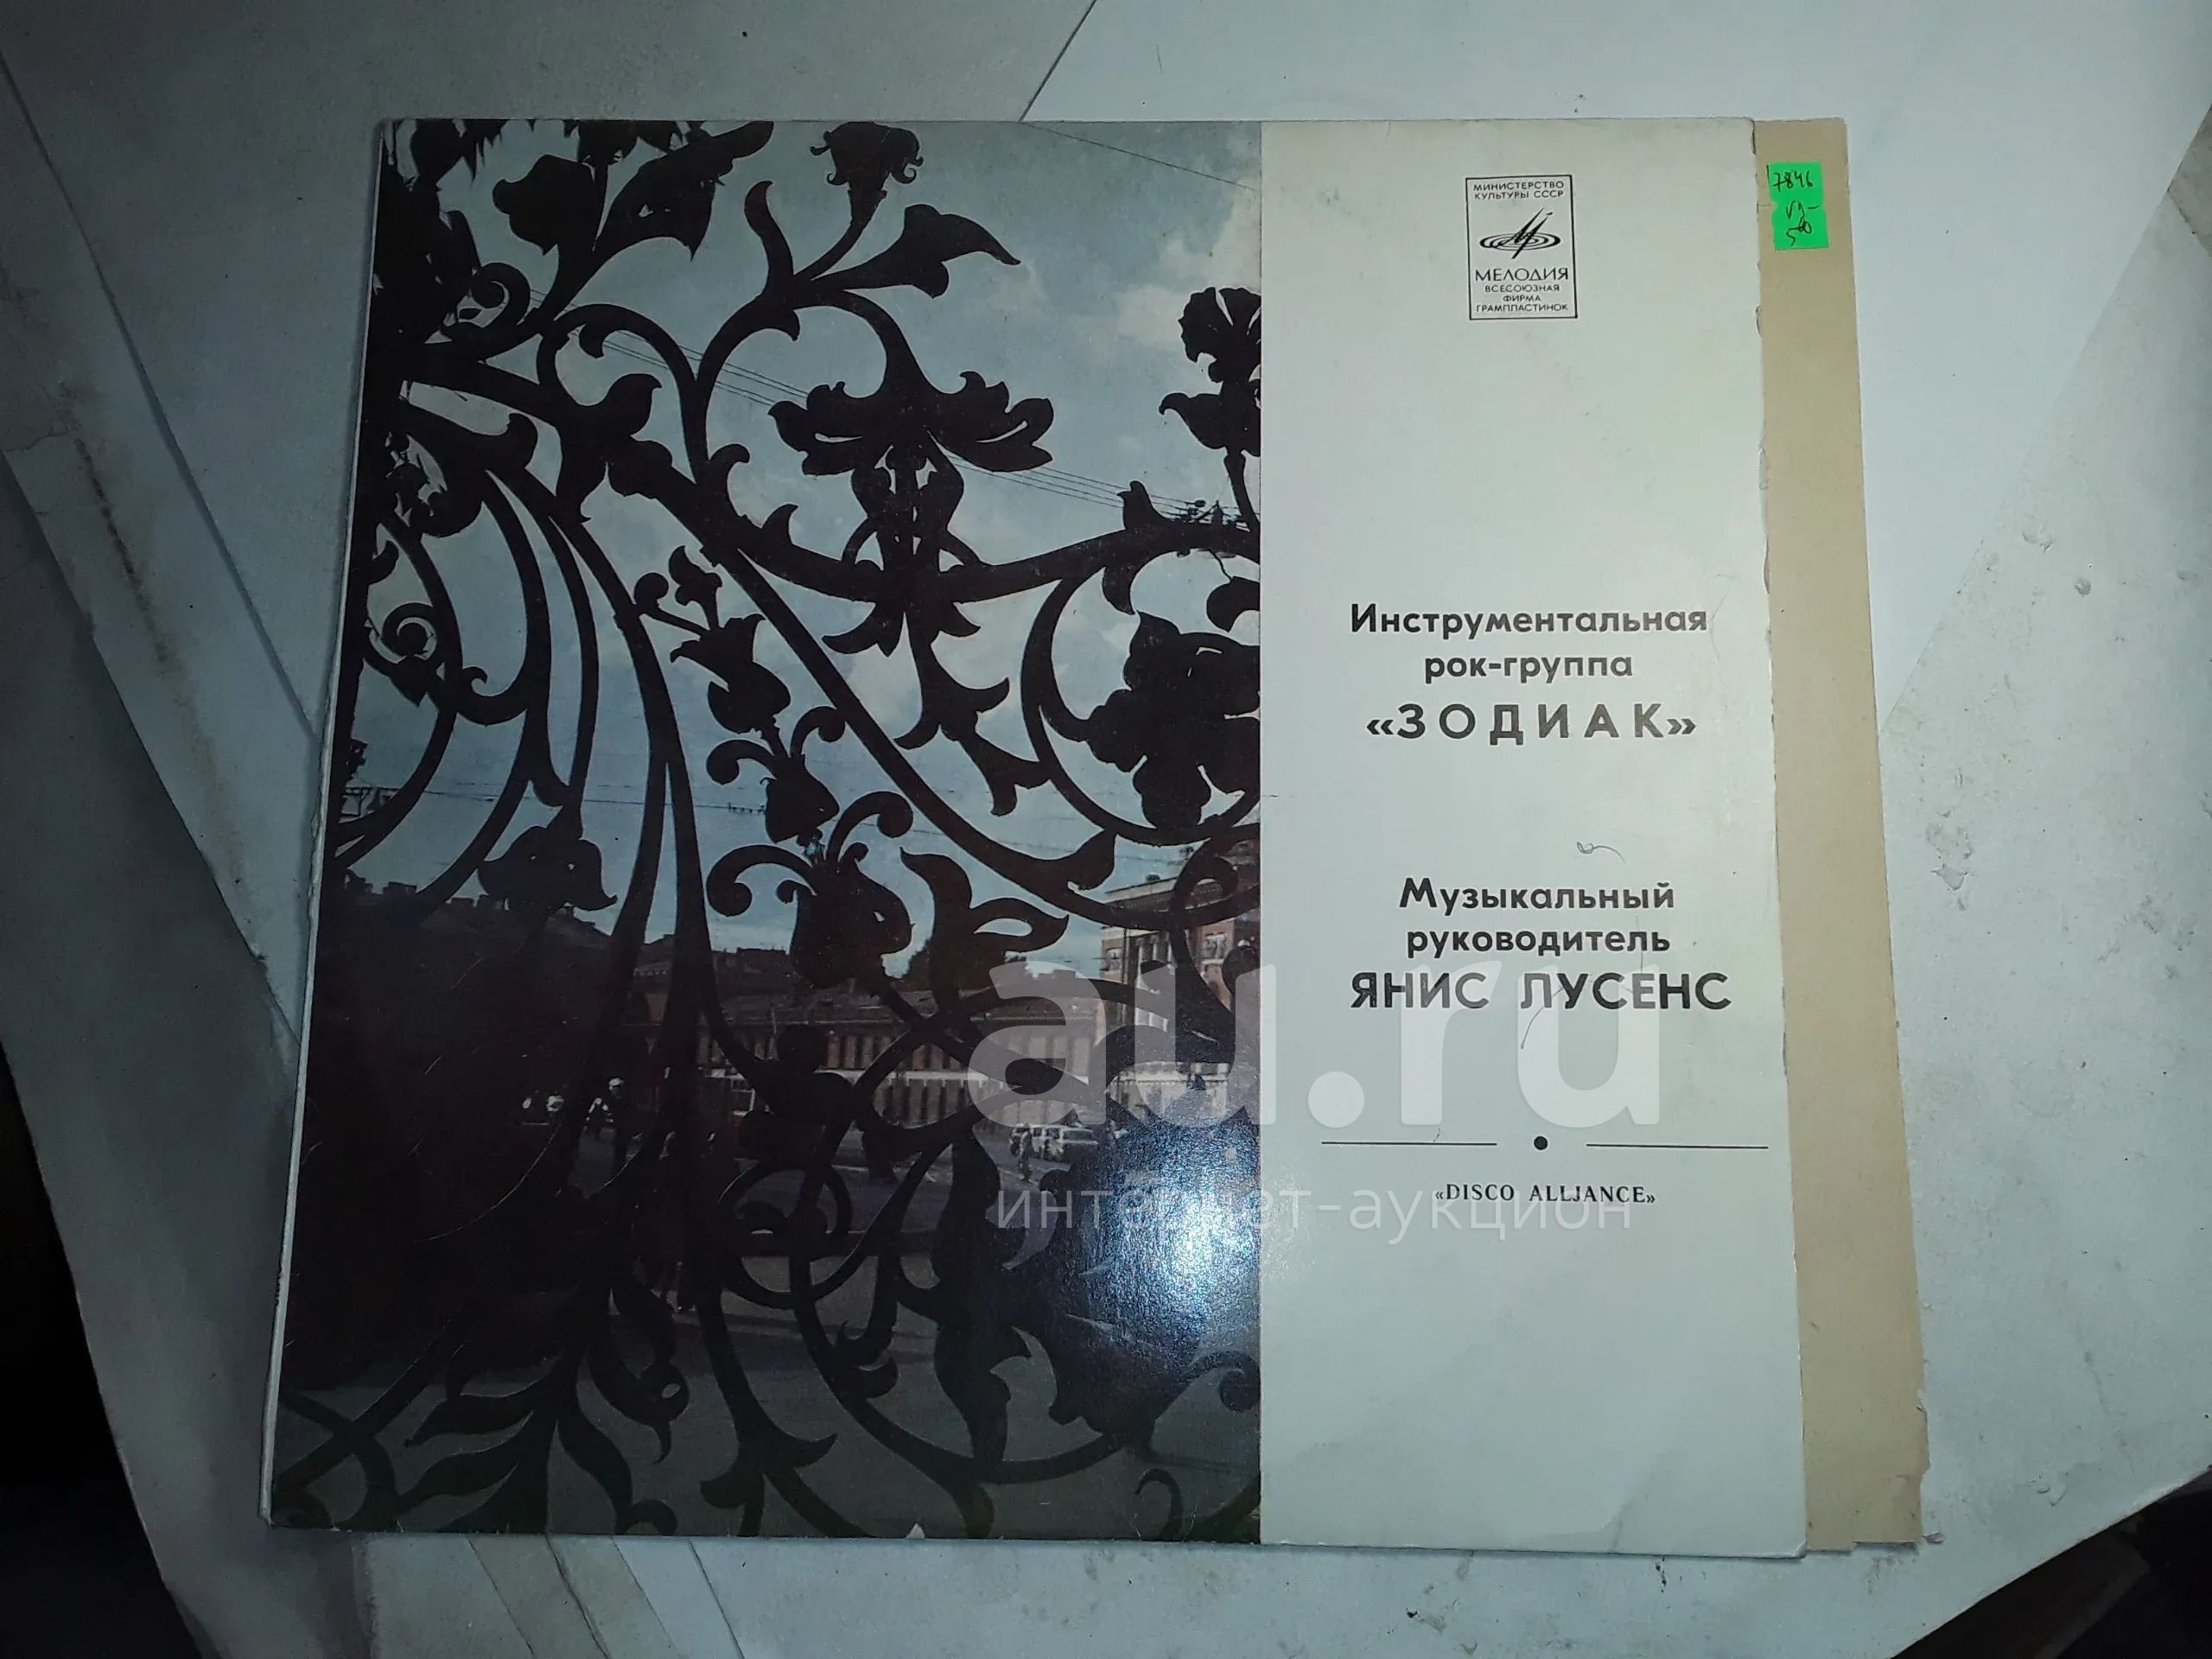 МИНИСТЕРСТВО
КУЛЬТУРЫ СССР
МЕЛОДИЯ
ВСЕСОЮЗНАЯ
ФИРМА
ГРАМПЛАСТИНОК
7846
Инструментальная
рок-группа
«ЗОДИАК»
Музыкальный
руководитель
ЯНИС ЛУСЕНС
«DISCO ALLJANCE»
au.ru
интернет-аукцион